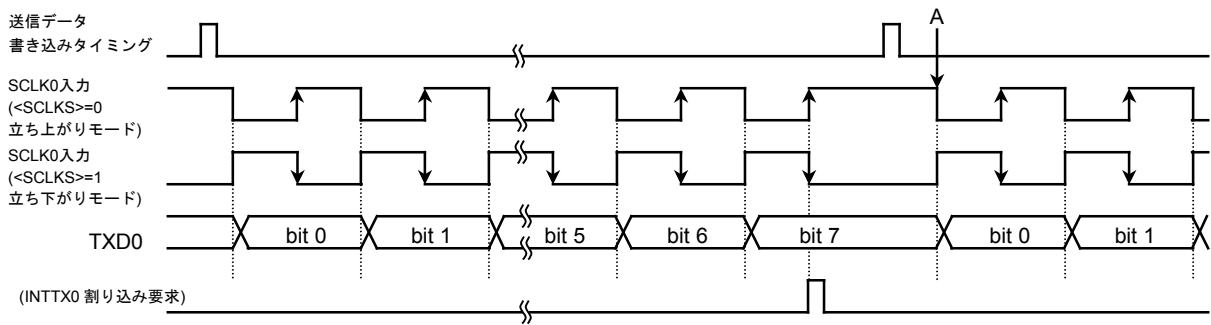 送信データ
書き込みタイミング
A
SCLK0入力
(<SCLKS>=0
立ち上がりモード)
SCLK0入力
(<SCLKS>=1
立ち下がりモード)
TXD0
bit 0
bit 1
bit 5
bit 6
bit 7
bit 0
bit 1
(INTTX0 割り込み要求)